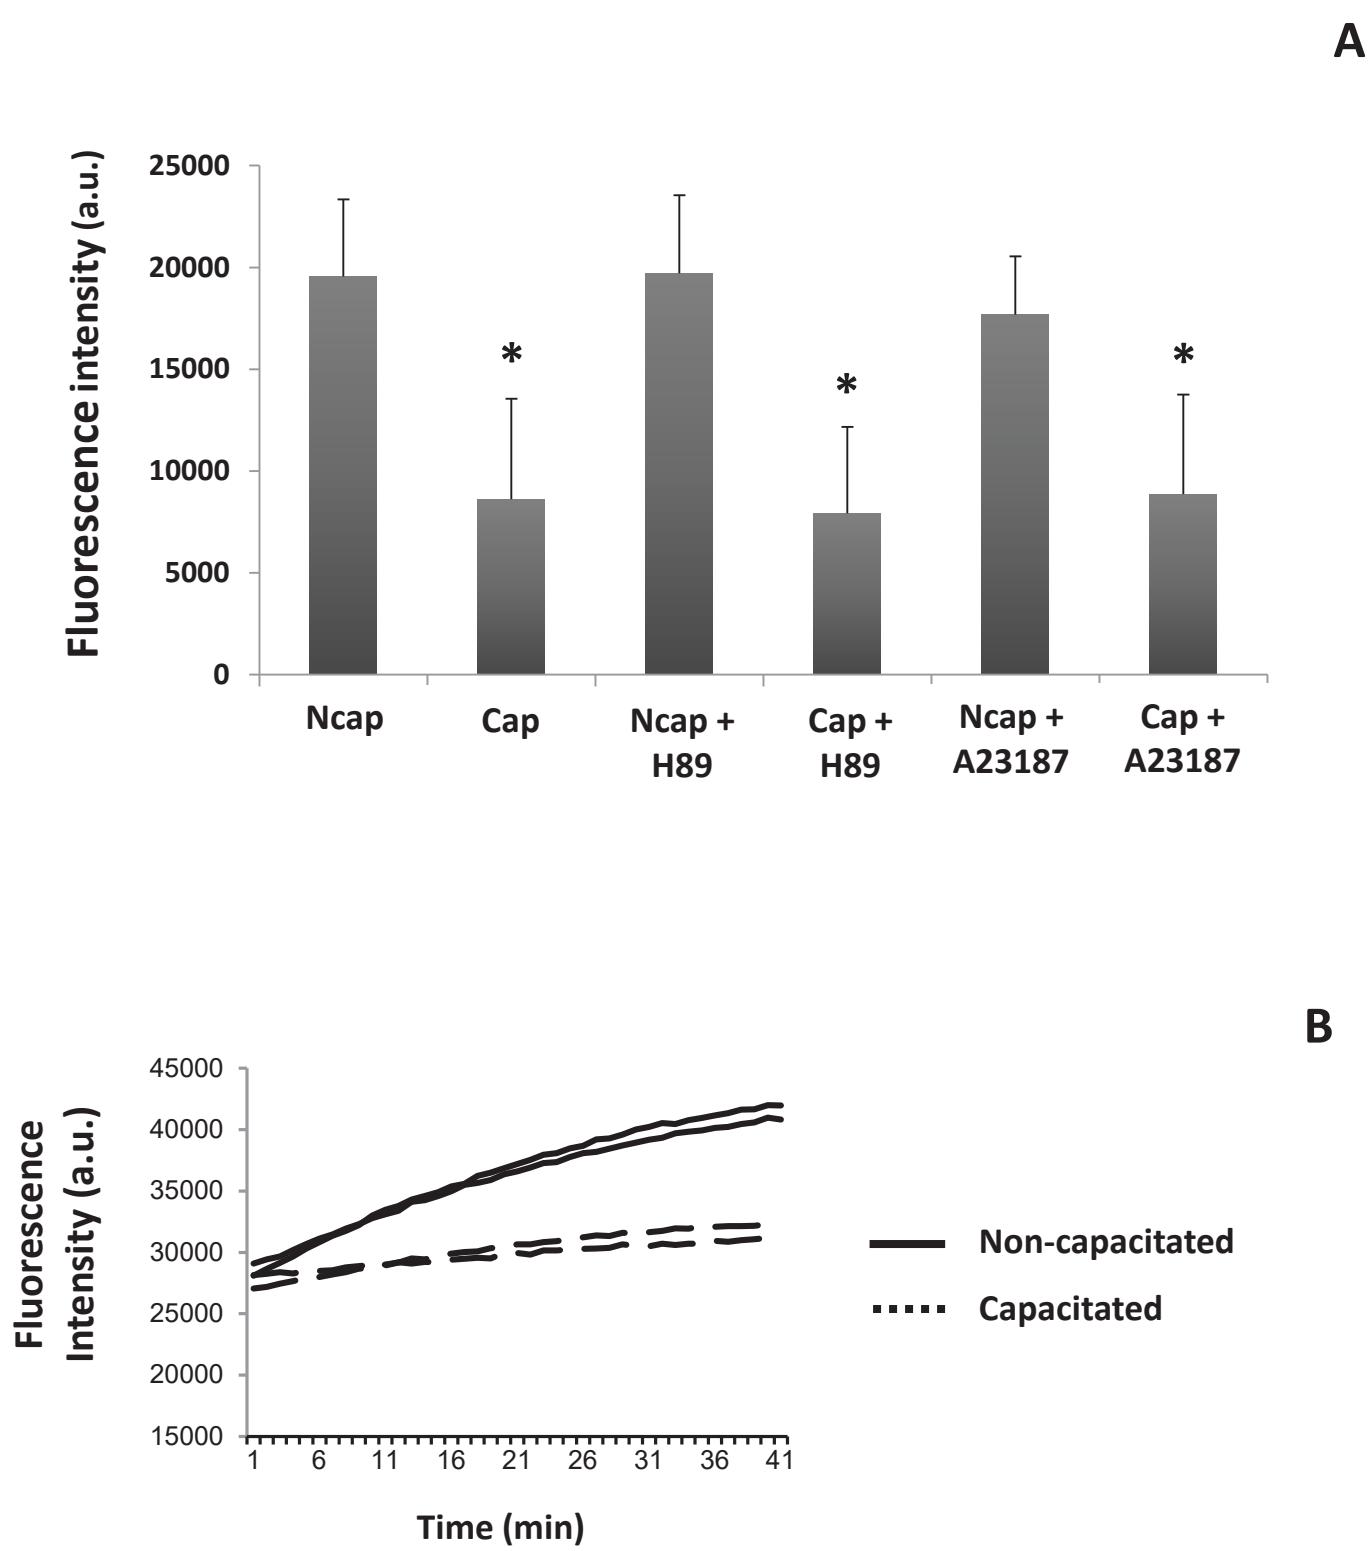 A
Fluorescence intensity (a.u.)
25000
20000
15000
10000
5000
0
*
*
*
Ncap
Cap
Ncap +
H89
Cap +
H89
Ncap +
A23187
Cap +
A23187
B
Fluorescence
Intensity (a.u.)
45000
40000
35000
30000
25000
20000
15000
1 6 11 16 21 26 31 36 41
Time (min)
Non-capacitated
Capacitated